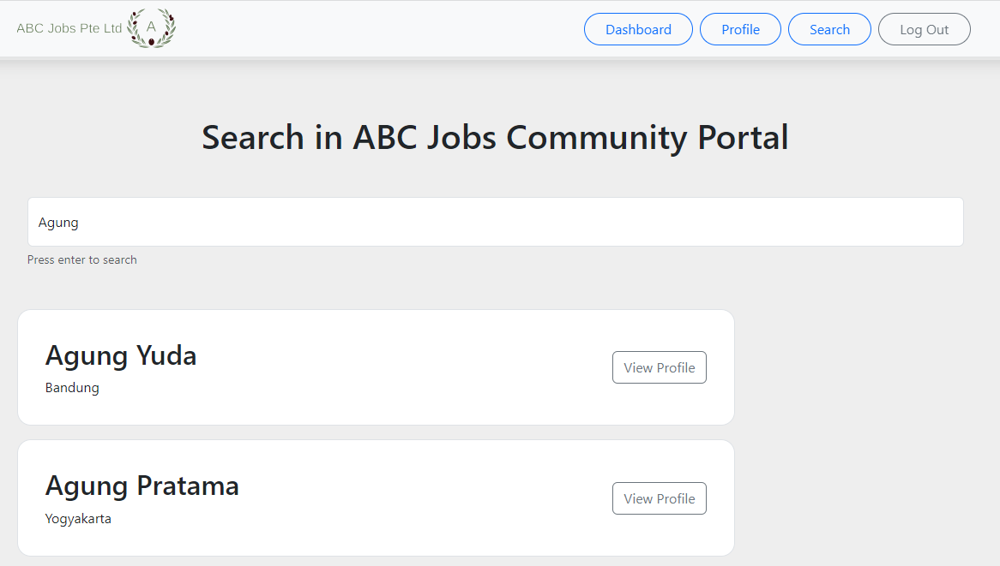 ABC Jobs Pte Ltd A Dashboard Profile Search Log Out
Search in ABC Jobs Community Portal
Agung
Press enter to search
Agung Yuda
Bandung
View Profile
Agung Pratama
Yogyakarta
View Profile